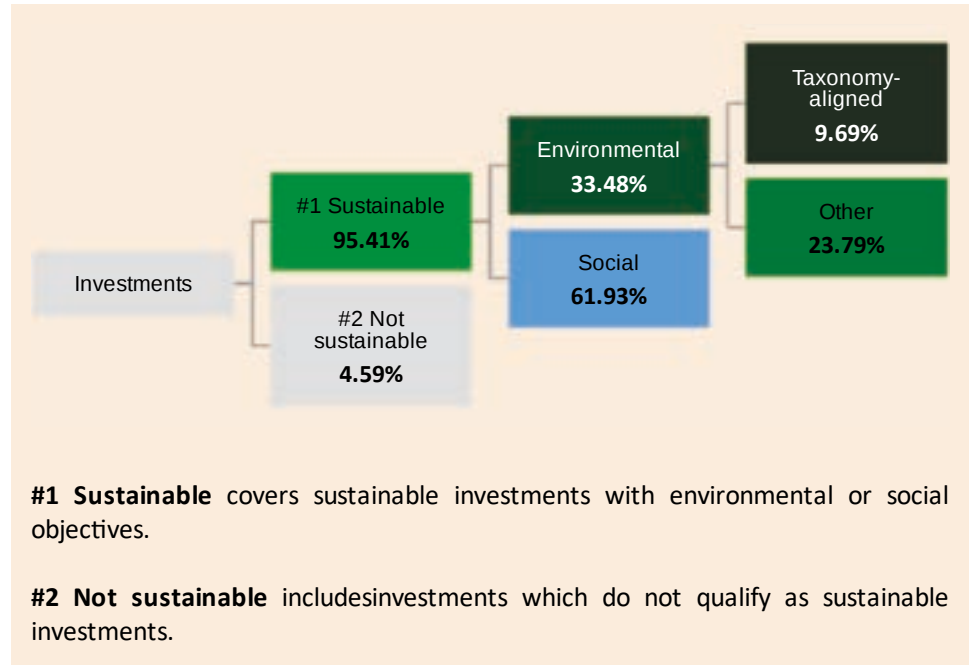 Investments
#1 Sustainable
95.41%
#2 Not
sustainable
4.59%
Environmental
33.48%
Social
61.93%
Taxonomy-
aligned
9.69%
Other
23.79%
#1 Sustainable covers sustainable investments with environmental or social
objectives.
#2 Not sustainable includesinvestments which do not qualify as sustainable
investments.